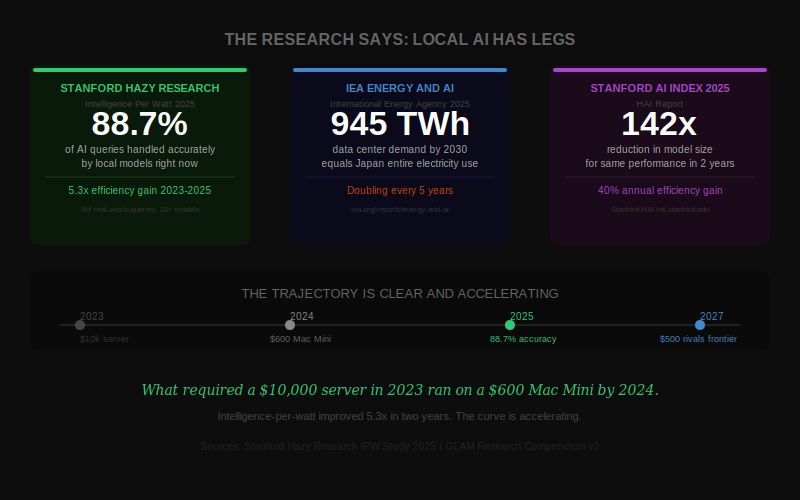 THE RESEARCH SAYS: LOCAL AI HAS LEGS
STANFORD HAZY RESEARCH
Intelligence Per Watt 2025
88.7%
of AI queries handled accurately
by local models right now
5.3x efficiency gain 2023-2025
1M real-world queries, 20+ models
IEA ENERGY AND AI
International Energy Agency 2025
945 TWh
data center demand by 2030
equals Japan entire electricity use
Doubling every 5 years
iea.org/reports/energy-and-ai
STANFORD AI INDEX 2025
HAI Report
142x
reduction in model size
for same performance in 2 years
40% annual efficiency gain
Stanford HAI hai.stanford.edu
THE TRAJECTORY IS CLEAR AND ACCELERATING
2023
2024
2025
2027
$10k server
$600 Mac Mini
88.7% accuracy
$500 rivals frontier
What required a $10,000 server in 2023 ran on a $600 Mac Mini by 2024.
Intelligence-per-watt improved 5.3x in two years. The curve is accelerating.
Sources: Stanford Hazy Research IPW Study 2025 | GLAM Research Compendium v2